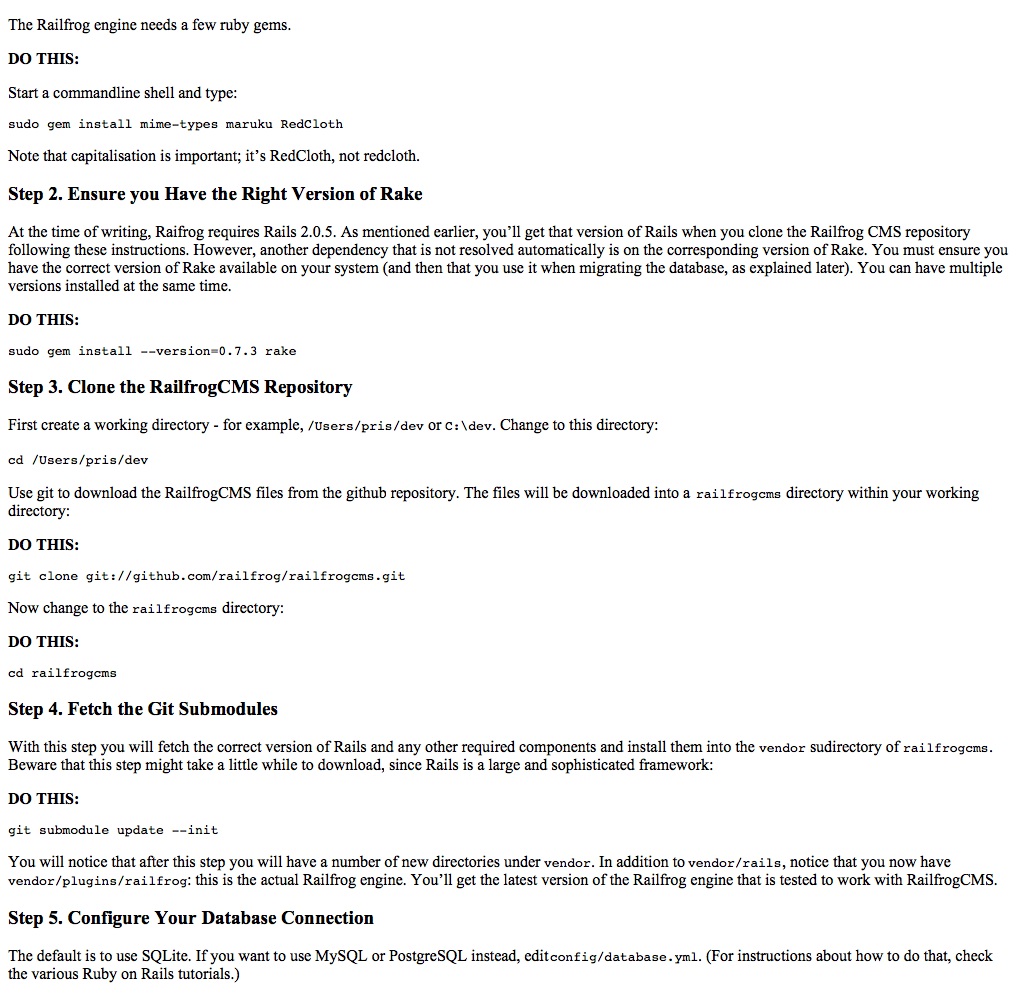 The Railfrog engine needs a few ruby gems.
DO THIS:
Start a commandline shell and type:
sudo gem install mime-types maruku RedCloth
Note that capitalisation is important; it’s RedCloth, not redcloth.
Step 2. Ensure you Have the Right Version of Rake
At the time of writing, Raifrog requires Rails 2.0.5. As mentioned earlier, you’ll get that version of Rails when you clone the Railfrog CMS repository
following these instructions. However, another dependency that is not resolved automatically is on the corresponding version of Rake. You must ensure you
have the correct version of Rake available on your system (and then that you use it when migrating the database, as explained later). You can have multiple
versions installed at the same time.
DO THIS:
sudo gem install --version=0.7.3 rake
Step 3. Clone the RailfrogCMS Repository
First create a working directory - for example, /Users/pris/dev or C:\dev. Change to this directory:
cd /Users/pris/dev
Use git to download the RailfrogCMS files from the github repository. The files will be downloaded into a railfrogcms directory within your working
directory:
DO THIS:
git clone git://github.com/railfrog/railfrogcms.git
Now change to the railfrogcms directory:
DO THIS:
cd railfrogcms
Step 4. Fetch the Git Submodules
With this step you will fetch the correct version of Rails and any other required components and install them into the vendor sudirectory of railfrogcms.
Beware that this step might take a little while to download, since Rails is a large and sophisticated framework:
DO THIS:
git submodule update --init
You will notice that after this step you will have a number of new directories under vendor. In addition to vendor/rails, notice that you now have
vendor/plugins/railfrog: this is the actual Railfrog engine. You’ll get the latest version of the Railfrog engine that is tested to work with RailfrogCMS.
Step 5. Configure Your Database Connection
The default is to use SQLite. If you want to use MySQL or PostgreSQL instead, editconfig/database.yml. (For instructions about how to do that, check
the various Ruby on Rails tutorials.)